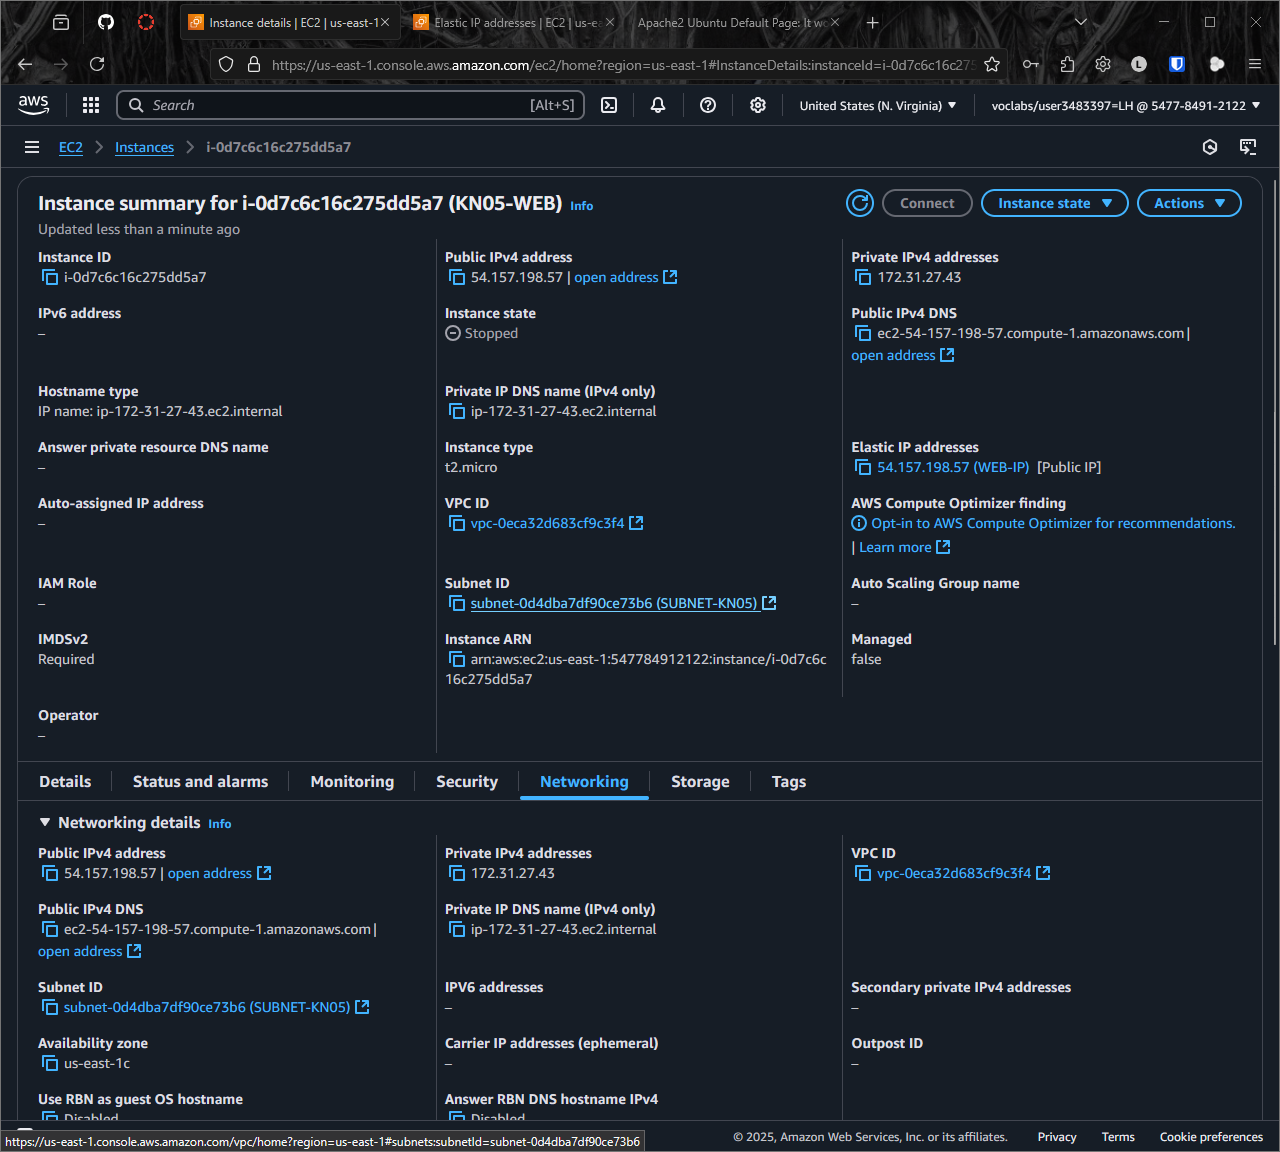 Instance details | EC2 | us-east-1
Elastic IP addresses | EC2 | us-ea
Apache2 Ubuntu Default Page: It wo
https://us-east-1.console.aws.amazon.com/ec2/home?region=us-east-1#InstanceDetails:instanceId=i-0d7c6c16c275
L
aws
Search
[Alt+S]
United States (N. Virginia)
voclabs/user3483397=LH @ 5477-8491-2122
EC2
Instances
i-0d7c6c16c275dd5a7
Instance summary for i-0d7c6c16c275dd5a7 (KN05-WEB) Info
Connect
Instance state
Actions
Updated less than a minute ago
Instance ID
i-0d7c6c16c275dd5a7
Public IPv4 address
54.157.198.57 | open address
Private IPv4 addresses
172.31.27.43
IPv6 address
–
Instance state
Stopped
Public IPv4 DNS
ec2-54-157-198-57.compute-1.amazonaws.com |
open address
Hostname type
IP name: ip-172-31-27-43.ec2.internal
Private IP DNS name (IPv4 only)
ip-172-31-27-43.ec2.internal
Answer private resource DNS name
–
Instance type
t2.micro
Elastic IP addresses
54.157.198.57 (WEB-IP) [Public IP]
Auto-assigned IP address
–
VPC ID
vpc-0eca32d683cf9c3f4
AWS Compute Optimizer finding
Opt-in to AWS Compute Optimizer for recommendations.
| Learn more
IAM Role
–
Subnet ID
subnet-0d4dba7df90ce73b6 (SUBNET-KN05)
Auto Scaling Group name
–
IMDSv2
Required
Instance ARN
arn:aws:ec2:us-east-1:547784912122:instance/i-0d7c6c
16c275dd5a7
Managed
false
Operator
–
Details
Status and alarms
Monitoring
Security
Networking
Storage
Tags
Networking details Info
Public IPv4 address
54.157.198.57 | open address
Private IPv4 addresses
172.31.27.43
VPC ID
vpc-0eca32d683cf9c3f4
Public IPv4 DNS
ec2-54-157-198-57.compute-1.amazonaws.com |
open address
Private IP DNS name (IPv4 only)
ip-172-31-27-43.ec2.internal
Subnet ID
subnet-0d4dba7df90ce73b6 (SUBNET-KN05)
IPV6 addresses
–
Secondary private IPv4 addresses
–
Availability zone
us-east-1c
Carrier IP addresses (ephemeral)
–
Outpost ID
–
Use RBN as guest OS hostname
Disabled
Answer RBN DNS hostname IPv4
Disabled
https://us-east-1.console.aws.amazon.com/vpc/home?region=us-east-1#subnets:subnetId=subnet-0d4dba7df90ce73b6
© 2025, Amazon Web Services, Inc. or its affiliates.
Privacy
Terms
Cookie preferences